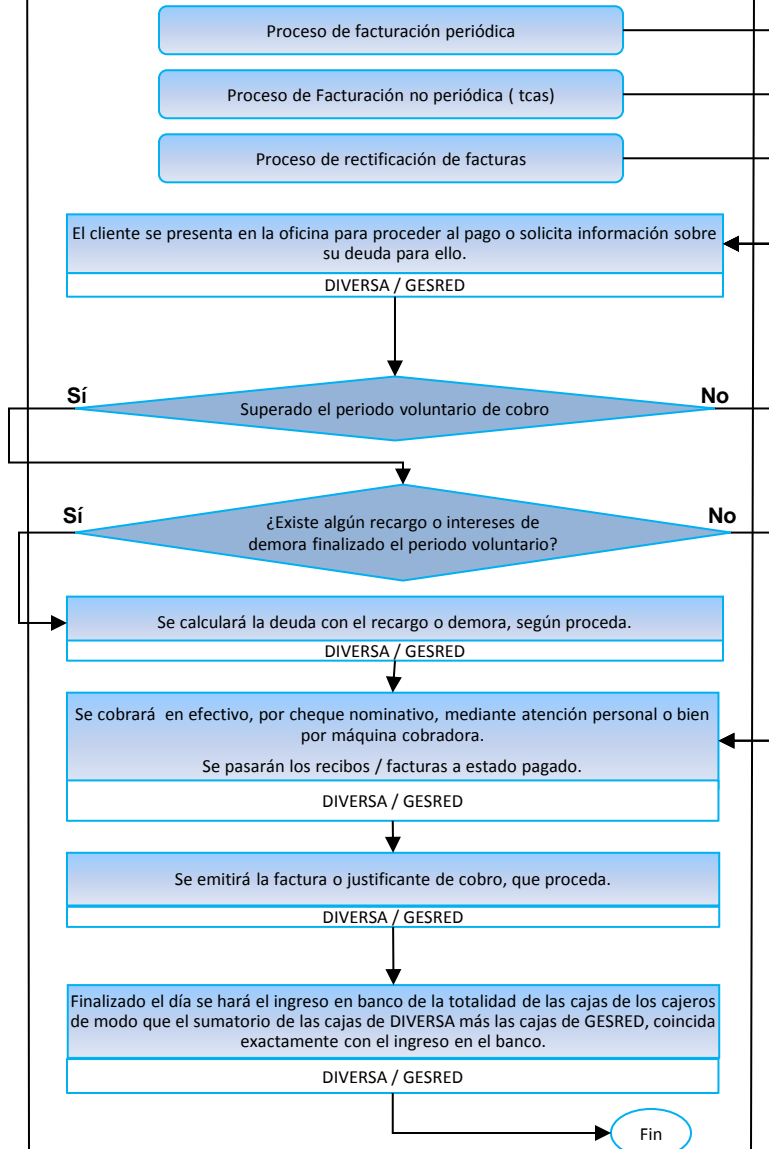 Proceso de facturación periódica
Proceso de Facturación no periódica ( tcas)
Proceso de rectificación de facturas
El cliente se presenta en la oficina para proceder al pago o solicita información sobre
su deuda para ello.
DIVERSA / GESRED
Sí
No
Superado el periodo voluntario de cobro
Sí
No
¿Existe algún recargo o intereses de
demora finalizado el periodo voluntario?
Se calculará la deuda con el recargo o demora, según proceda.
DIVERSA / GESRED
Se cobrará en efectivo, por cheque nominativo, mediante atención personal o bien
por máquina cobradora.
Se pasarán los recibos / facturas a estado pagado.
DIVERSA / GESRED
Se emitirá la factura o justificante de cobro, que proceda.
DIVERSA / GESRED
Finalizado el día se hará el ingreso en banco de la totalidad de las cajas de los cajeros
de modo que el sumatorio de las cajas de DIVERSA más las cajas de GESRED, coincida
exactamente con el ingreso en el banco.
DIVERSA / GESRED
Fin